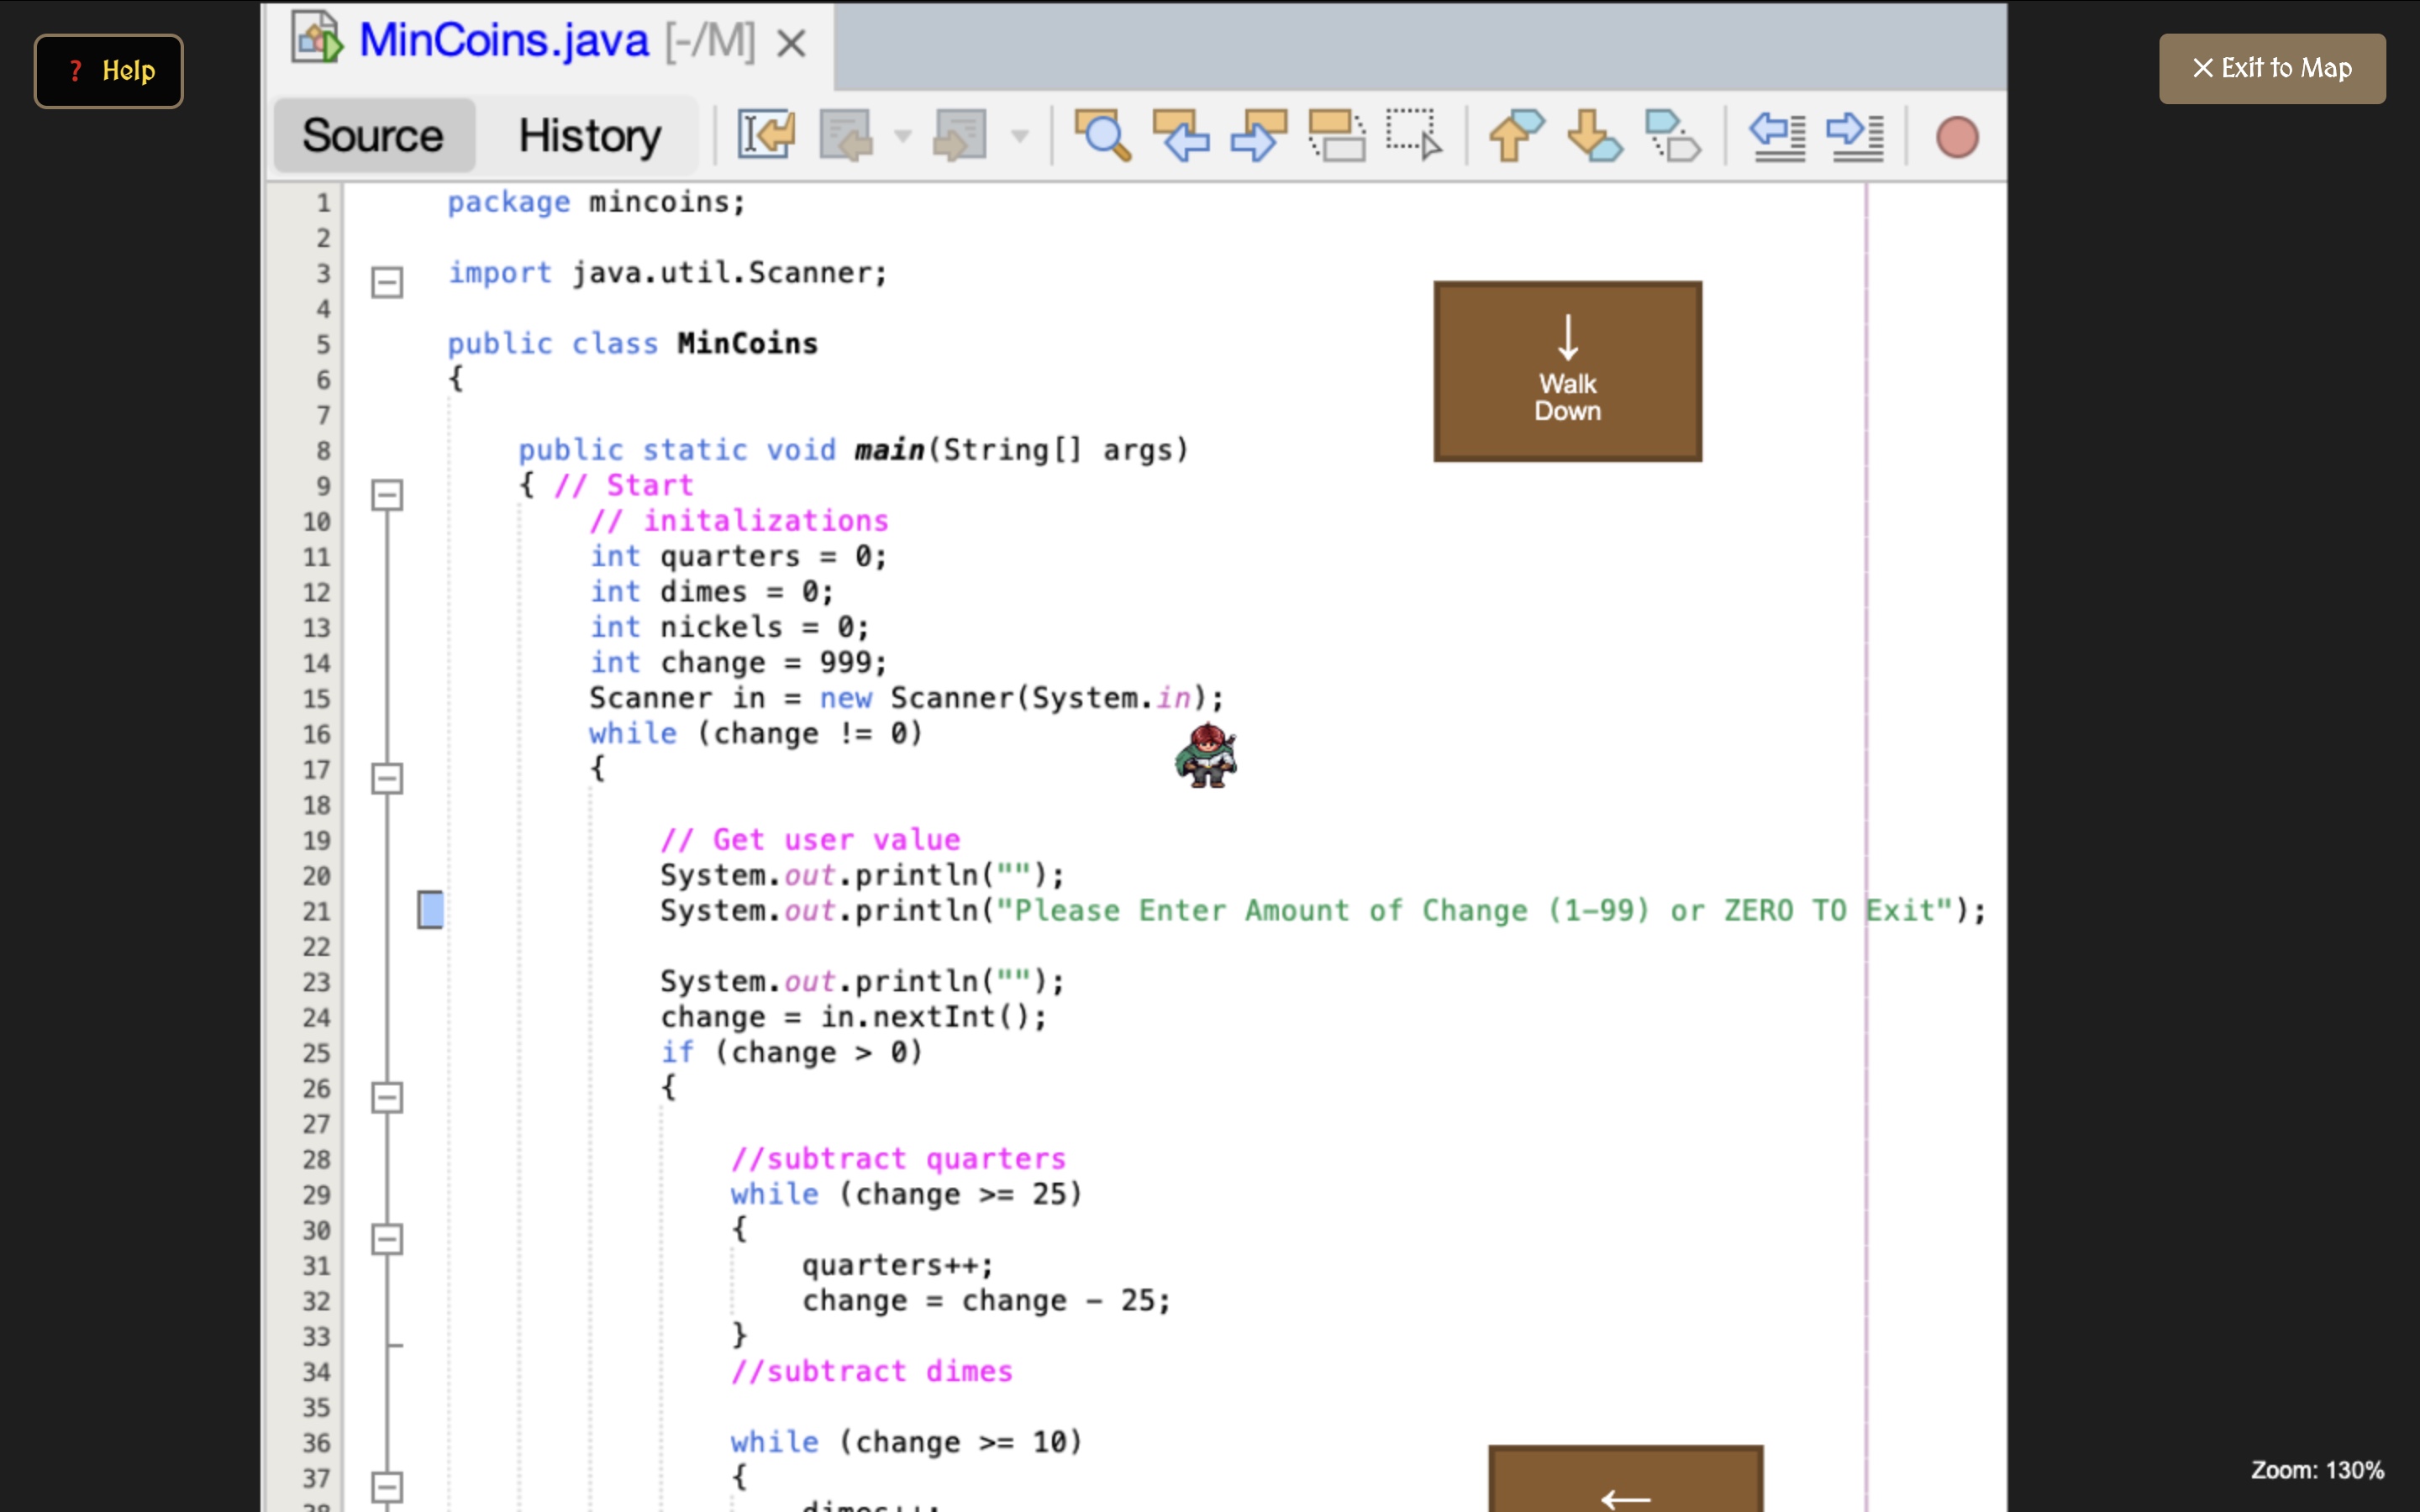 ? Help
MinCoins.java [-/M] ×
× Exit to Map
Source History
1 package mincoins;
2
3 import java.util.Scanner;
4
5 public class MinCoins
6 {
7
8 public static void main(String[] args)
9 { // Start
10 // initalizations
11 int quarters = 0;
12 int dimes = 0;
13 int nickels = 0;
14 int change = 999;
15 Scanner in = new Scanner(System.in);
16 while (change != 0)
17 {
18
19 // Get user value
20 System.out.println("");
21 System.out.println("Please Enter Amount of Change (1–99) or ZERO TO Exit");
22
23 System.out.println("");
24 change = in.nextInt();
25 if (change > 0)
26 {
27
28 //subtract quarters
29 while (change >= 25)
30 {
31 quarters++;
32 change = change – 25;
33 }
34 //subtract dimes
35
36 while (change >= 10)
37 {
38 dimes++;
↓
Walk
Down
←
Zoom: 130%